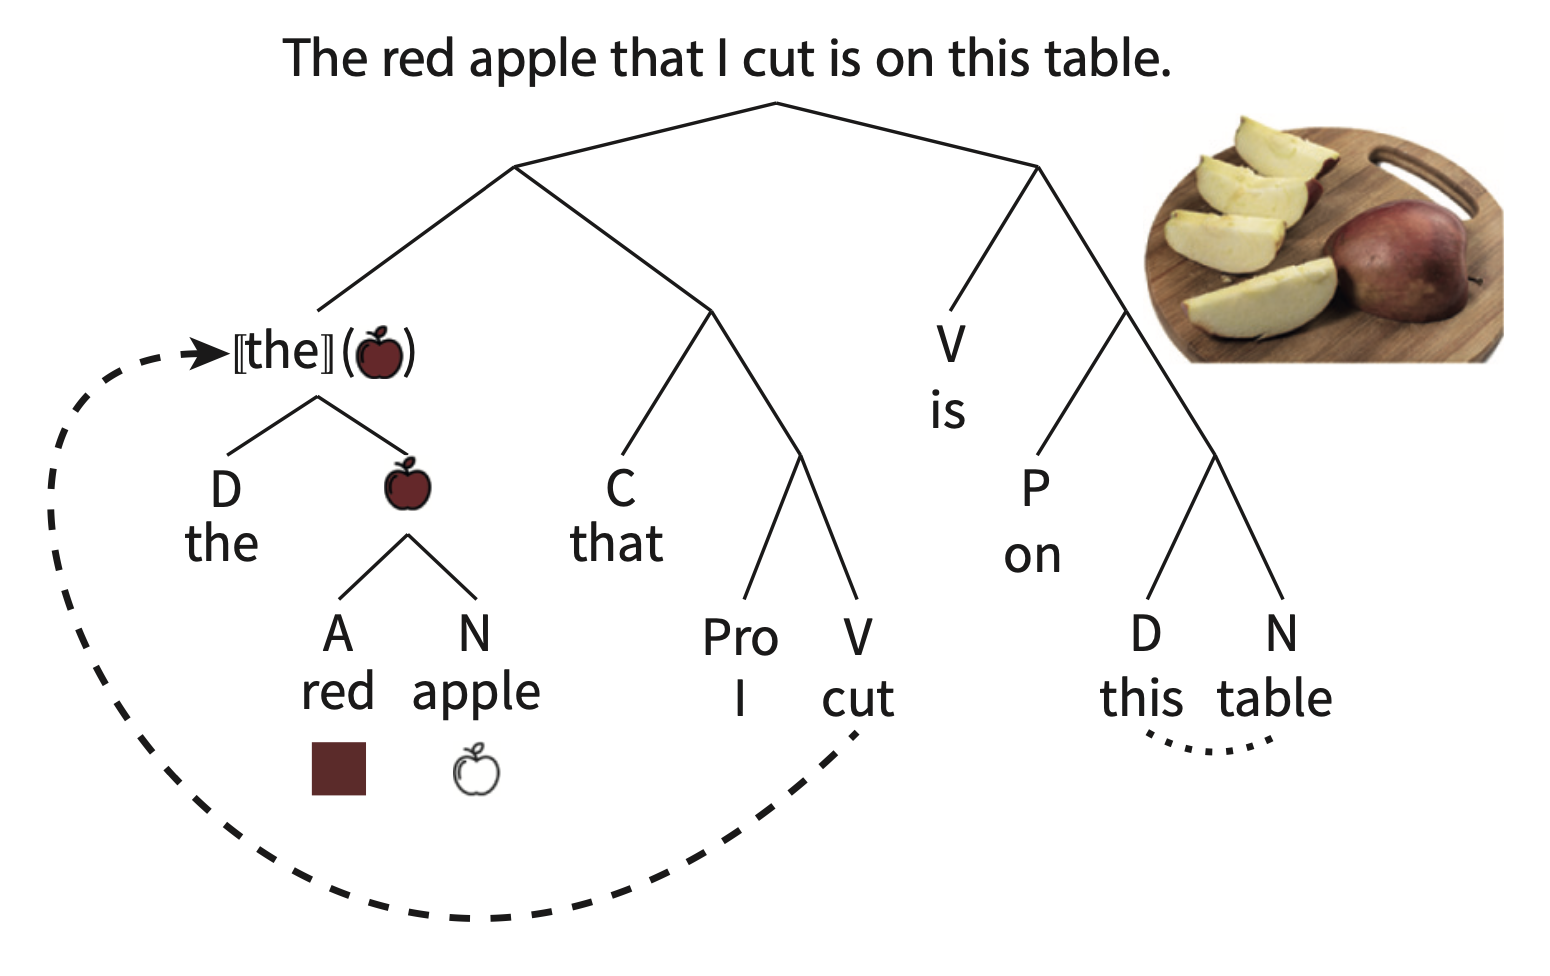 The red apple that I cut is on this table.
⟦the⟧(🍎)
V
is
D
the
C
that
P
on
A
red
N
apple
Pro
I
V
cut
D
this
N
table